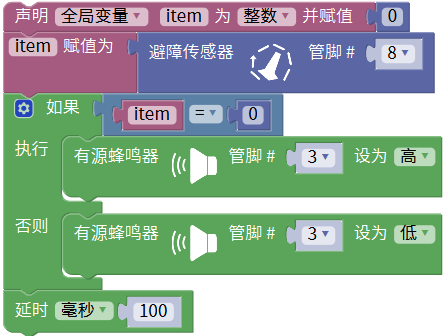 声明 全局变量 item 为 整数 并赋值 0
item 赋值为 避障传感器 管脚 # 8
如果 item = 0
执行 有源蜂鸣器 管脚 # 3 设为 高
否则 有源蜂鸣器 管脚 # 3 设为 低
延时 毫秒 100